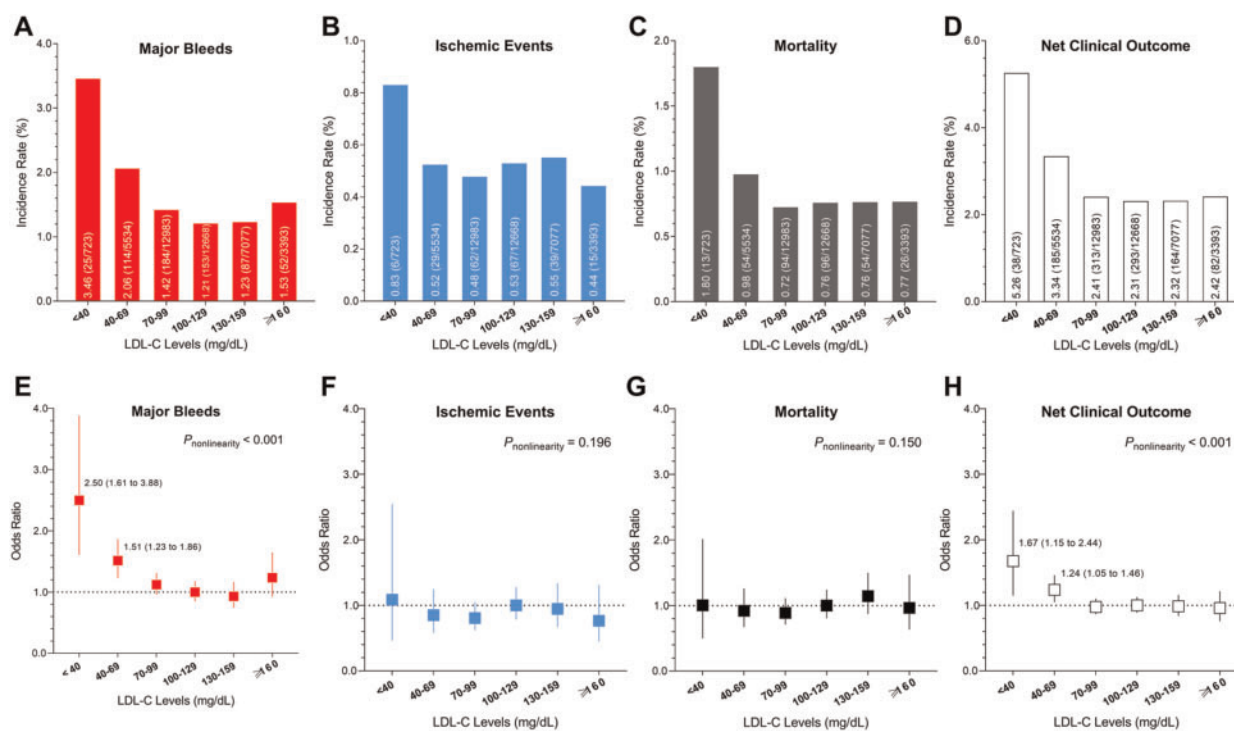 A
Major Bleeds
Incidence Rate (%)
4.0
3.0
2.0
1.0
0.0
3.46 (25/723)
2.06 (114/5534)
1.42 (184/12983)
1.21 (153/12668)
1.23 (87/7077)
1.53 (52/3393)
<40
40-69
70-99
100-129
130-159
≥160
LDL-C Levels (mg/dL)
B
Ischemic Events
Incidence Rate (%)
1.0
0.8
0.6
0.4
0.2
0.0
0.83 (6/723)
0.52 (29/5534)
0.48 (62/12983)
0.53 (67/12668)
0.55 (39/7077)
0.44 (15/3393)
<40
40-69
70-99
100-129
130-159
≥160
LDL-C Levels (mg/dL)
C
Mortality
Incidence Rate (%)
2.0
1.5
1.0
0.5
0.0
1.80 (13/723)
0.98 (54/5534)
0.72 (94/12983)
0.76 (96/12668)
0.76 (54/7077)
0.77 (26/3393)
<40
40-69
70-99
100-129
130-159
≥160
LDL-C Levels (mg/dL)
D
Net Clinical Outcome
Incidence Rate (%)
6.0
4.0
2.0
0.0
5.26 (38/723)
3.34 (185/5534)
2.41 (313/12983)
2.31 (293/12668)
2.32 (164/7077)
2.42 (82/3393)
<40
40-69
70-99
100-129
130-159
≥160
LDL-C Levels (mg/dL)
E
Major Bleeds
Pnonlinearity < 0.001
Odds Ratio
4.0
3.0
2.0
1.0
0.0
2.50 (1.61 to 3.88)
1.51 (1.23 to 1.86)
< 40
40-69
70-99
100-129
130-159
≥160
LDL-C Levels (mg/dL)
F
Ischemic Events
Pnonlinearity = 0.196
Odds Ratio
4.0
3.0
2.0
1.0
0.0
<40
40-69
70-99
100-129
130-159
≥160
LDL-C Levels (mg/dL)
G
Mortality
Pnonlinearity = 0.150
Odds Ratio
4.0
3.0
2.0
1.0
0.0
<40
40-69
70-99
100-129
130-159
≥160
LDL-C Levels (mg/dL)
H
Net Clinical Outcome
Pnonlinearity < 0.001
Odds Ratio
4.0
3.0
2.0
1.0
0.0
1.67 (1.15 to 2.44)
1.24 (1.05 to 1.46)
<40
40-69
70-99
100-129
130-159
≥160
LDL-C Levels (mg/dL)